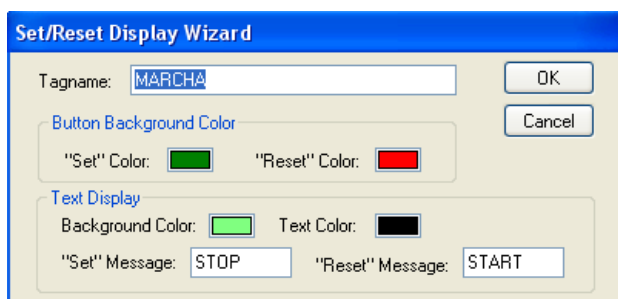 Set/Reset Display Wizard
Tagname: MARCHA OK
Cancel
Button Background Color
"Set" Color: "Reset" Color:
Text Display
Background Color: Text Color:
"Set" Message: STOP "Reset" Message: START